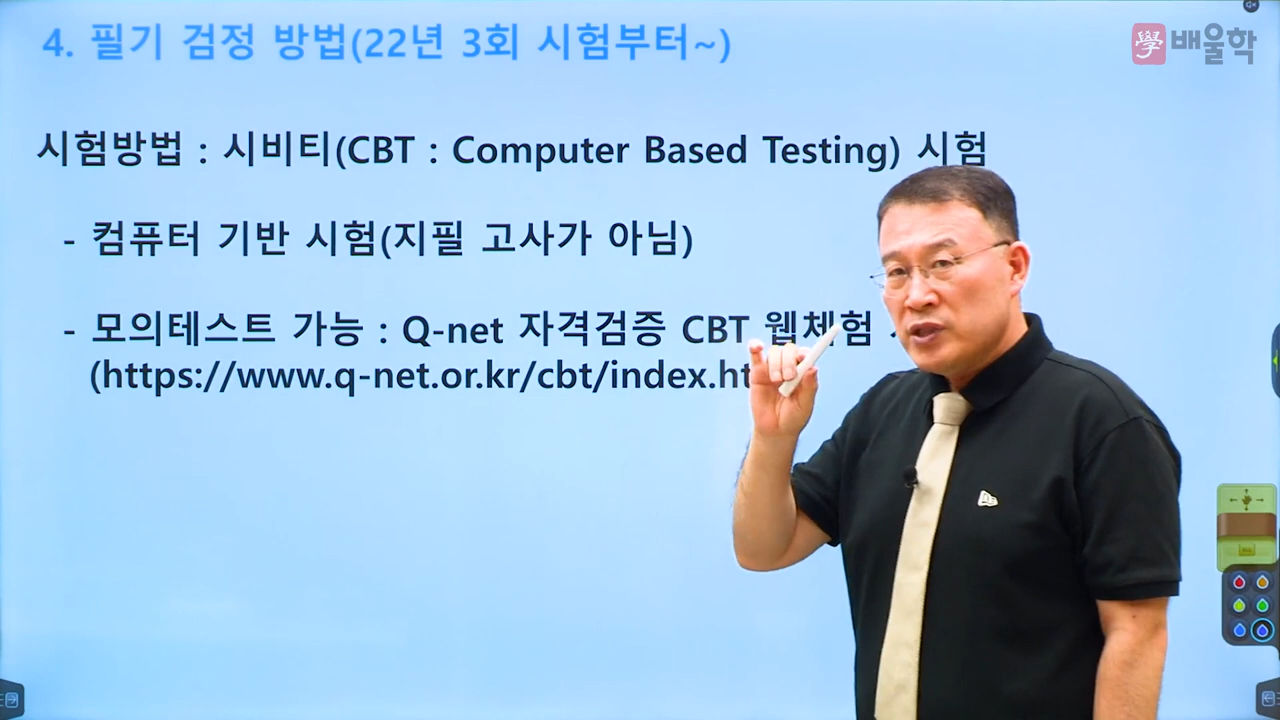 4. 필기 검정 방법(22년 3회 시험부터~)
學 배울학
시험방법 : 시비티(CBT : Computer Based Testing) 시험
- 컴퓨터 기반 시험(지필 고사가 아님)
- 모의테스트 가능 : Q-net 자격검증 CBT 웹체험
(https://www.q-net.or.kr/cbt/index.ht